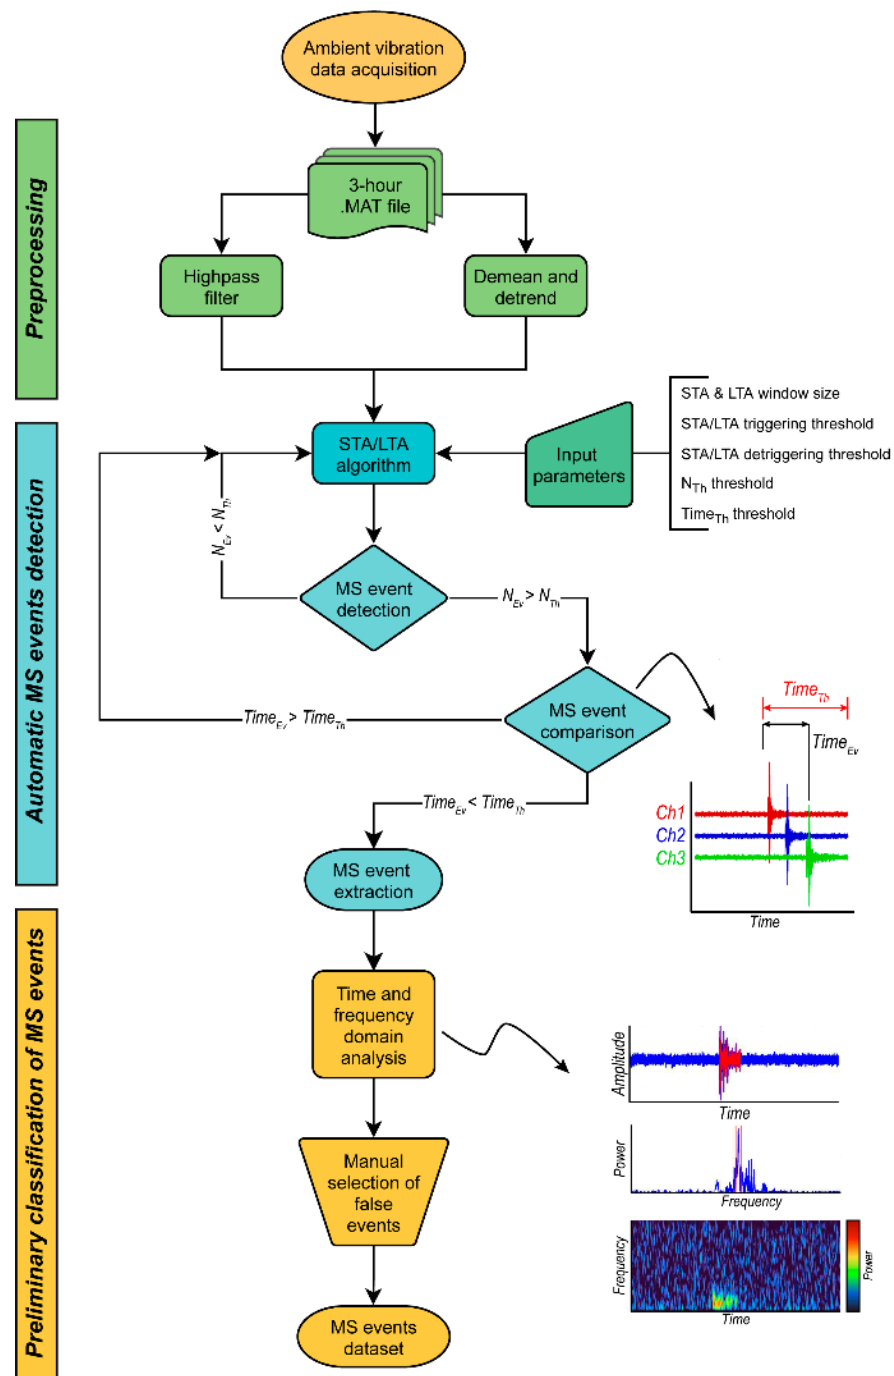 Ambient vibration
data acquisition
Preprocessing
3-hour
.MAT file
Highpass
filter
Demean and
detrend
Automatic MS events detection
STA/LTA
algorithm
Input
parameters
STA & LTA window size
STA/LTA triggering threshold
STA/LTA detriggering threshold
N_Th threshold
Time_Th threshold
N_Ev < N_Th
MS event
detection
N_Ev > N_Th
MS event
comparison
Time_Ev > Time_Th
Time_Th
Time_Ev
Ch1
Ch2
Ch3
Time
Time_Ev < Time_Th
MS event
extraction
Preliminary classification of MS events
Time and
frequency
domain
analysis
Amplitude
Time
Power
Frequency
Frequency
Time
Power
Manual
selection of
false
events
MS events
dataset